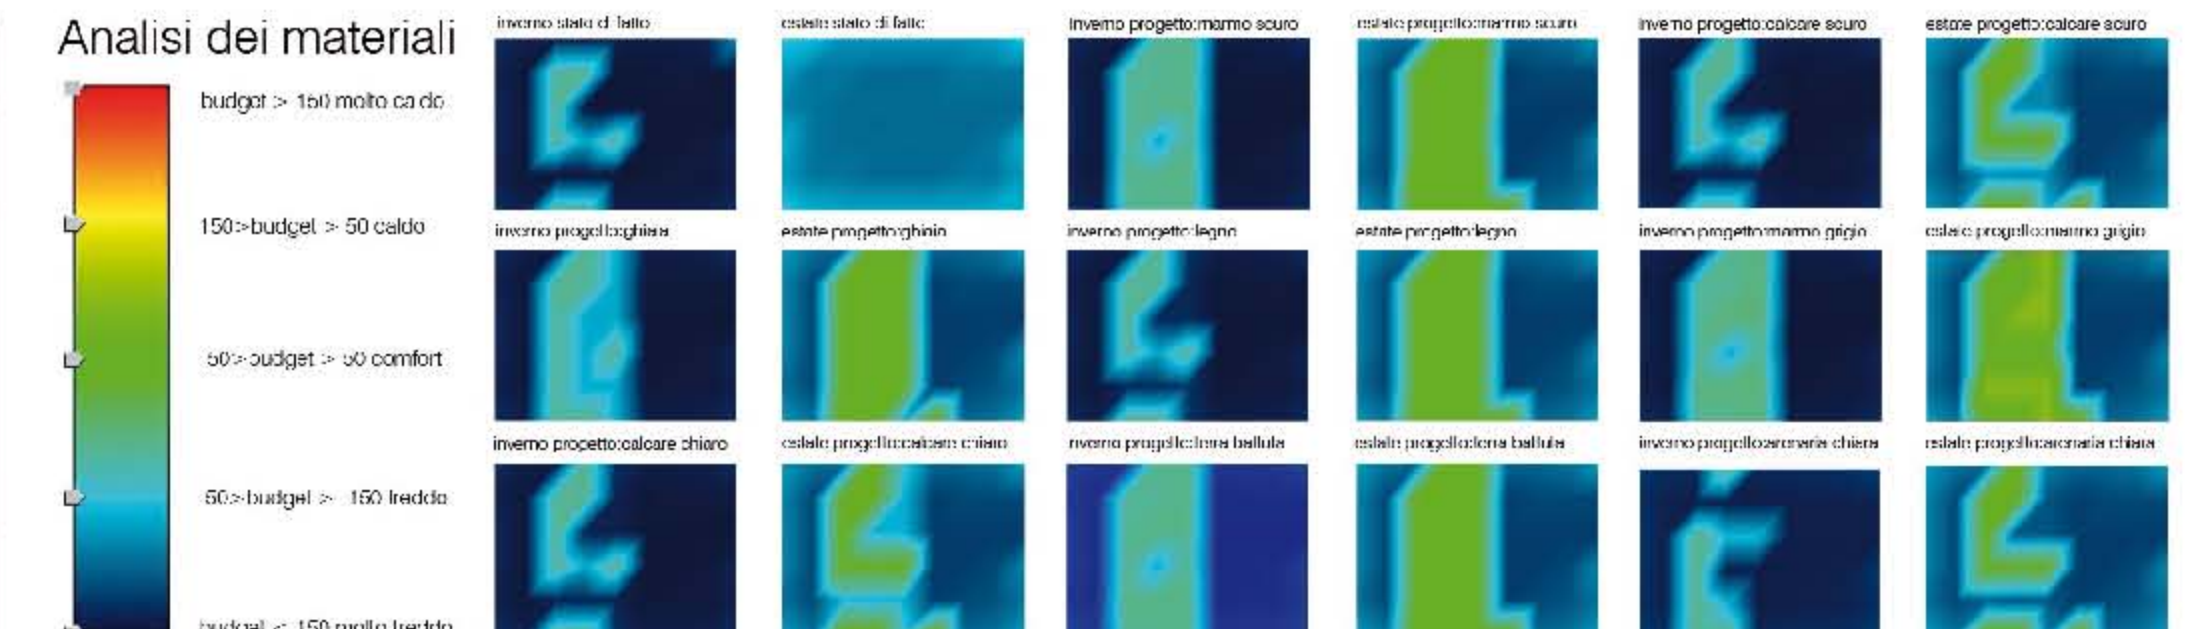 Analisi dei materiali
budget > 150 molto caldo
150>budget > 50 caldo
50>budget > 50 comfort
50>budget > 150 freddo
budget < 150 molto freddo
inverno stato di fatto
estate stato di fatto
inverno progetto:marmo scuro
estate progetto:marmo scuro
inverno progetto:calcare scuro
estate progetto:calcare scuro
inverno progetto:ghiaia
estate progetto:ghiaia
inverno progetto:legno
estate progetto:legno
inverno progetto:marmo grigio
estate progetto:marmo grigio
inverno progetto:calcare chiaro
estate progetto:calcare chiaro
inverno progetto:terra battuta
estate progetto:terra battuta
inverno progetto:arenaria chiara
estate progetto:arenaria chiara